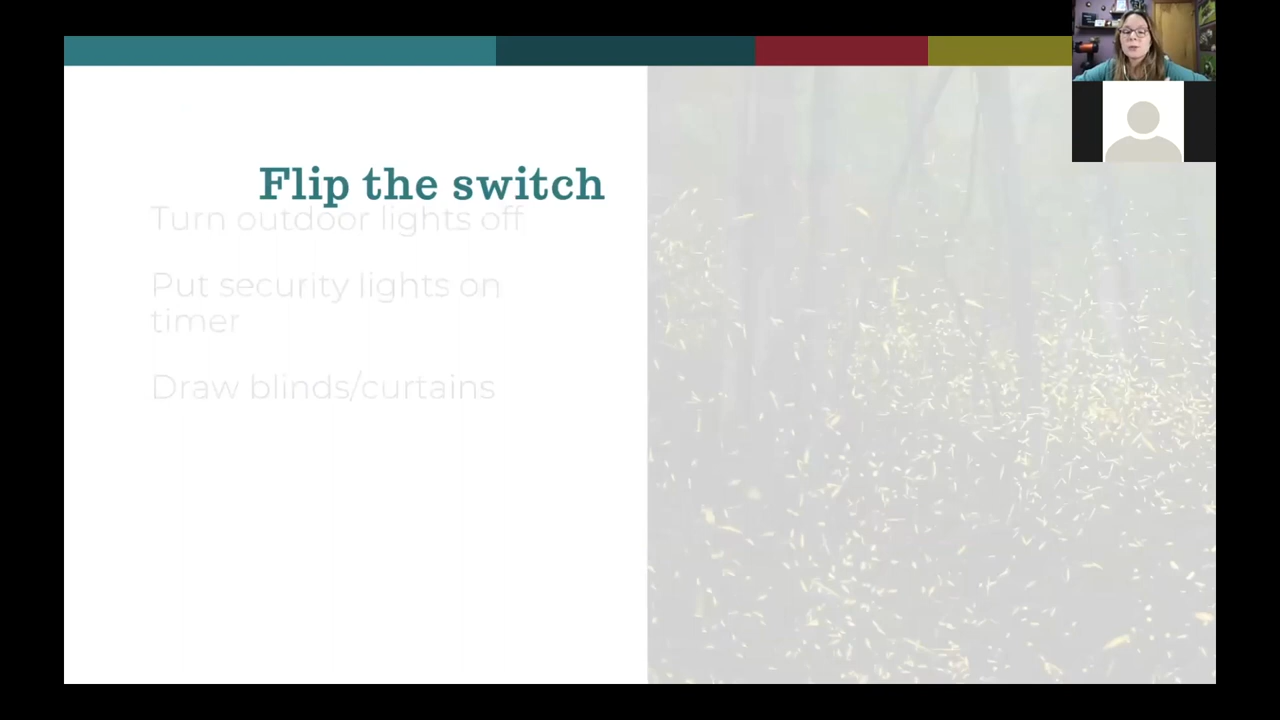 Flip the switch
Turn outdoor lights off
Put security lights on
timer
Draw blinds/curtains